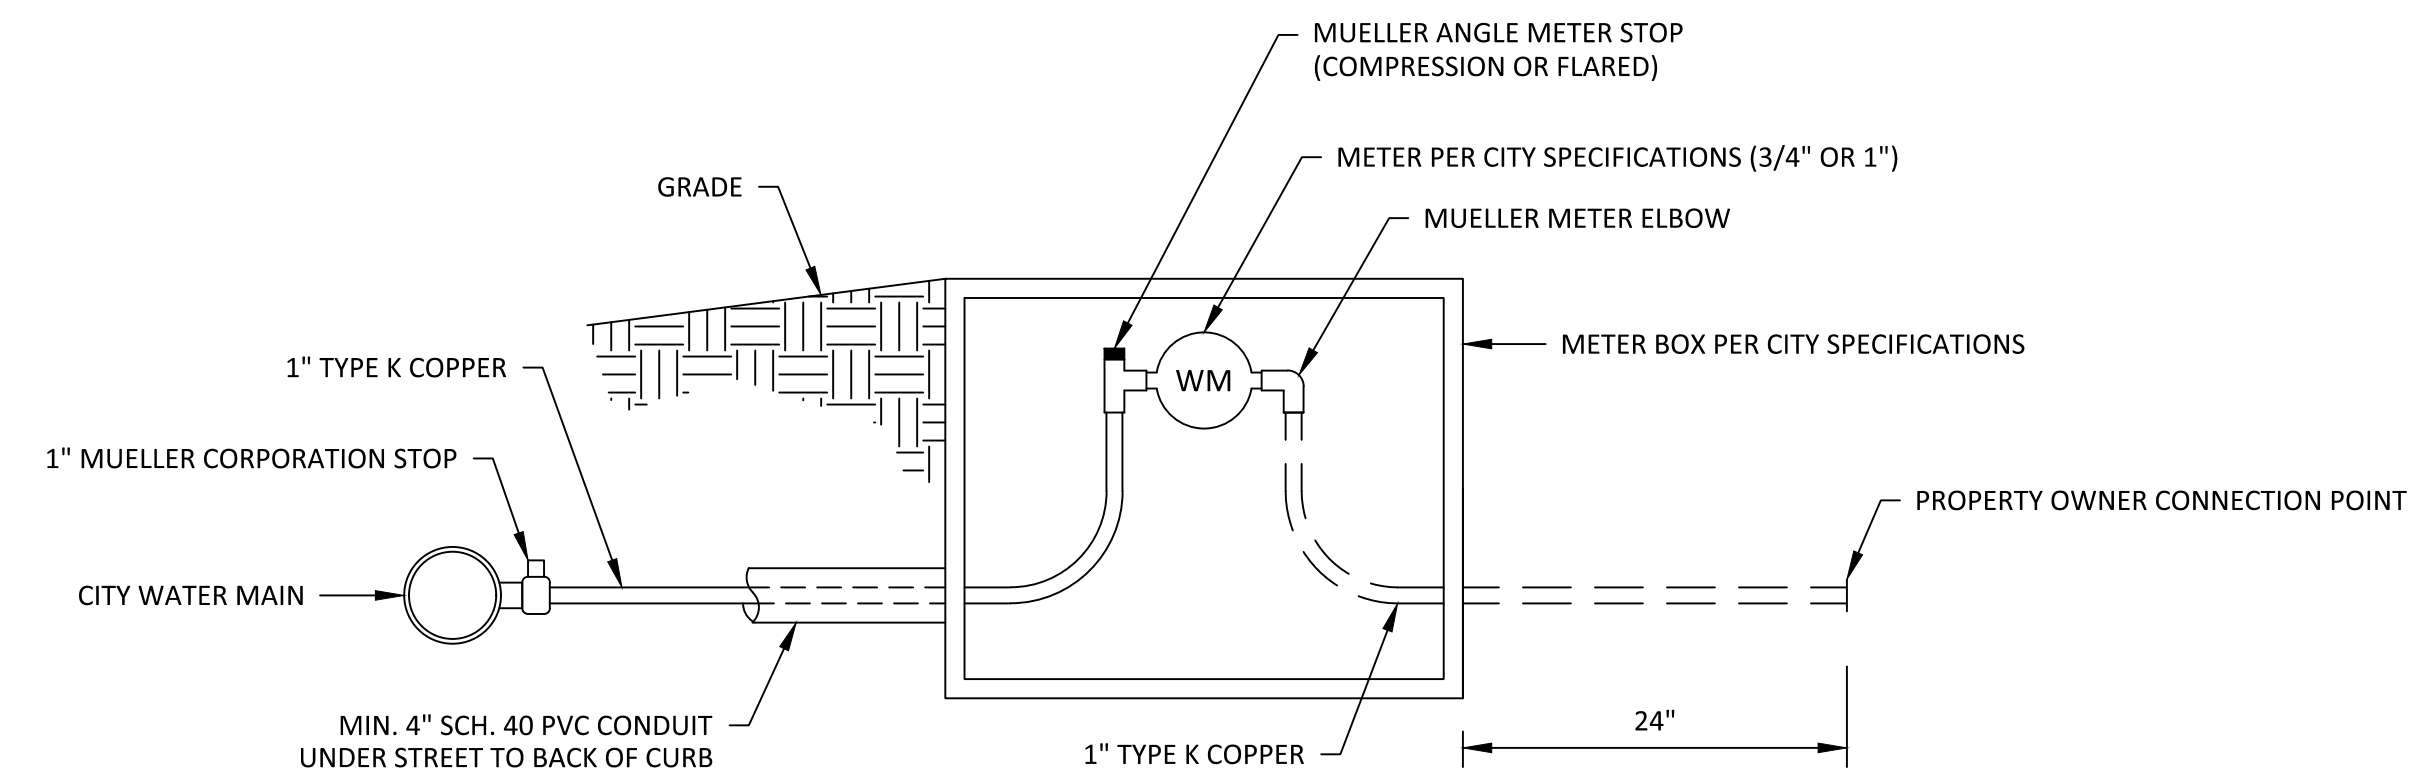 MUELLER ANGLE METER STOP
(COMPRESSION OR FLARED)
METER PER CITY SPECIFICATIONS (3/4" OR 1")
GRADE
MUELLER METER ELBOW
METER BOX PER CITY SPECIFICATIONS
1" TYPE K COPPER
WM
1" MUELLER CORPORATION STOP
PROPERTY OWNER CONNECTION POINT
CITY WATER MAIN
MIN. 4" SCH. 40 PVC CONDUIT
UNDER STREET TO BACK OF CURB
24"
1" TYPE K COPPER